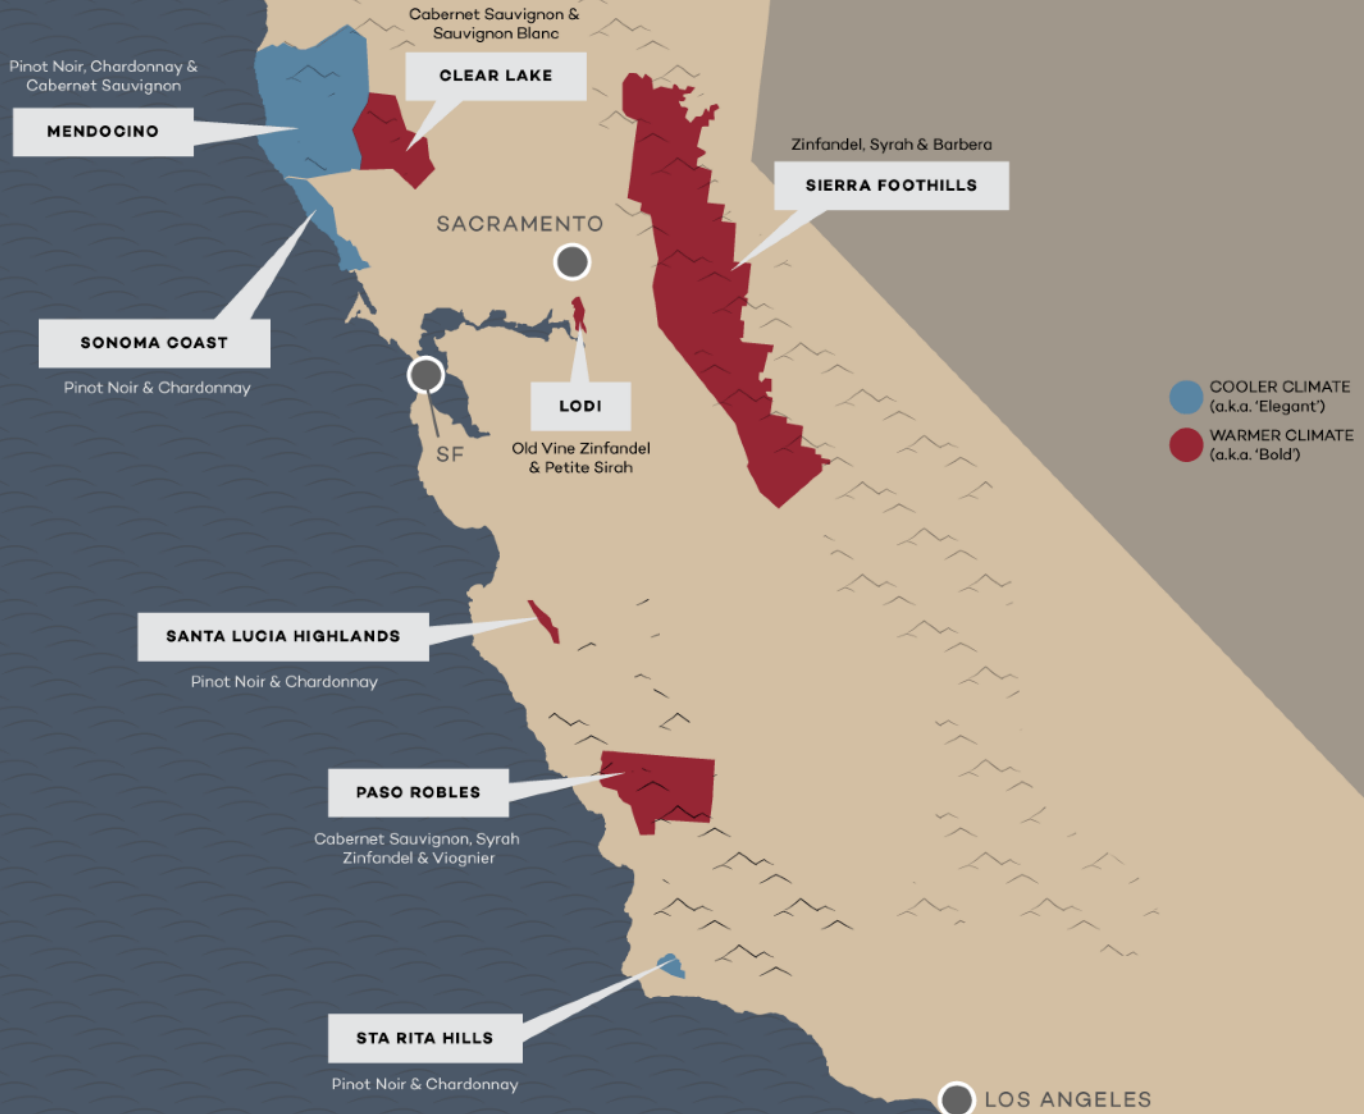 Cabernet Sauvignon &
Sauvignon Blanc
CLEAR LAKE
Pinot Noir, Chardonnay &
Cabernet Sauvignon
MENDOCINO
Zinfandel, Syrah & Barbera
SIERRA FOOTHILLS
SACRAMENTO
SONOMA COAST
Pinot Noir & Chardonnay
LODI
Old Vine Zinfandel
& Petite Sirah
SF
COOLER CLIMATE
(a.k.a. ‘Elegant’)
WARMER CLIMATE
(a.k.a. ‘Bold’)
SANTA LUCIA HIGHLANDS
Pinot Noir & Chardonnay
PASO ROBLES
Cabernet Sauvignon, Syrah
Zinfandel & Viognier
STA RITA HILLS
Pinot Noir & Chardonnay
LOS ANGELES